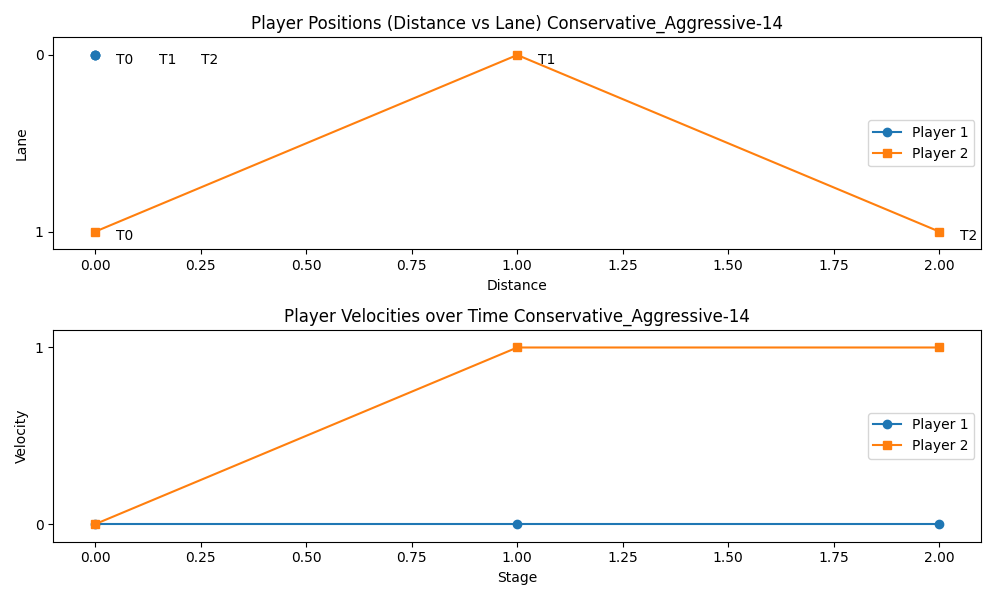 Player Positions (Distance vs Lane) Conservative_Aggressive-14
0
T0 T1 T2
T1
Lane
Player 1
Player 2
1
T0
T2
0.00 0.25 0.50 0.75 1.00 1.25 1.50 1.75 2.00
Distance
Player Velocities over Time Conservative_Aggressive-14
1
Velocity
Player 1
Player 2
0
0.00 0.25 0.50 0.75 1.00 1.25 1.50 1.75 2.00
Stage